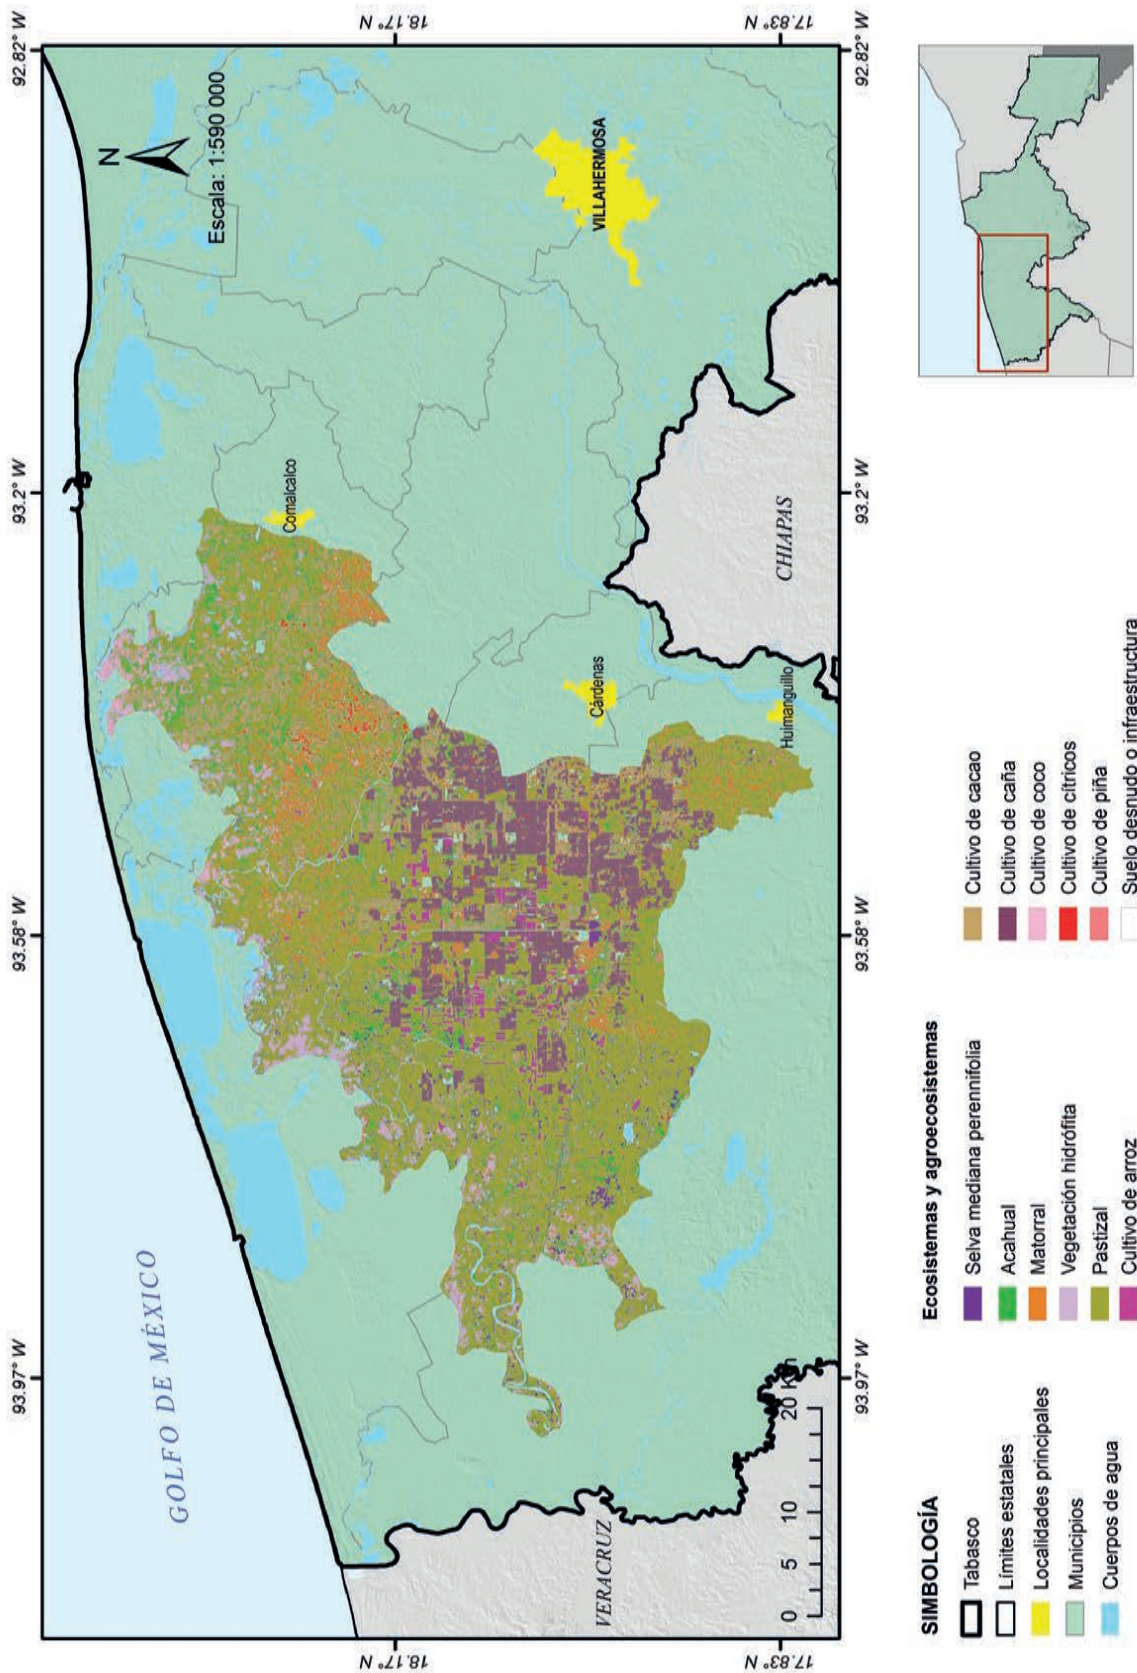 93.97° W
93.58° W
93.2° W
92.82° W
18.17° N
17.83° N
18.17° N
17.83° N
GOLFO DE MÉXICO
N
Escala: 1:590 000
Comalcalco
VILLAHERMOSA
Cárdenas
Huimanguillo
CHIAPAS
VERACRUZ
0 5 10 20 Km
93.97° W
93.58° W
93.2° W
92.82° W
SIMBOLOGÍA
Tabasco
Límites estatales
Localidades principales
Municipios
Cuerpos de agua
Ecosistemas y agroecosistemas
Selva mediana perennifolia
Acahual
Matorral
Vegetación hidrófita
Pastizal
Cultivo de arroz
Cultivo de cacao
Cultivo de caña
Cultivo de coco
Cultivo de cítricos
Cultivo de piña
Suelo desnudo o infraestructura